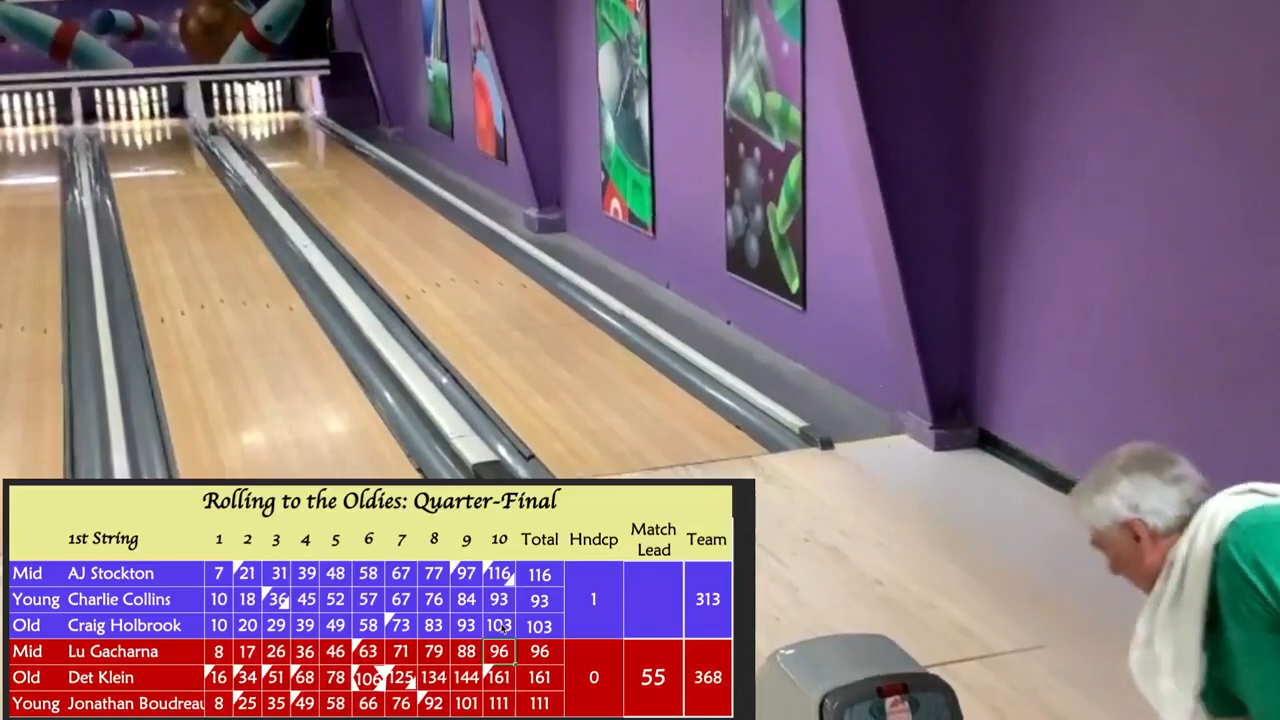 Rolling to the Oldies: Quarter-Final
1st String 1 2 3 4 5 6 7 8 9 10 Total Hndcp Match Lead Team
Mid AJ Stockton 7 21 31 39 48 58 67 77 97 116 116
Young Charlie Collins 10 18 36 45 52 57 67 76 84 93 93 1 313
Old Craig Holbrook 10 20 29 39 49 58 73 83 93 103 103
Mid Lu Gacharna 8 17 26 36 46 63 71 79 88 96 96
Old Det Klein 16 34 51 68 78 106 125 134 144 161 161 0 55 368
Young Jonathan Boudreau 8 25 35 49 58 66 76 92 101 111 111